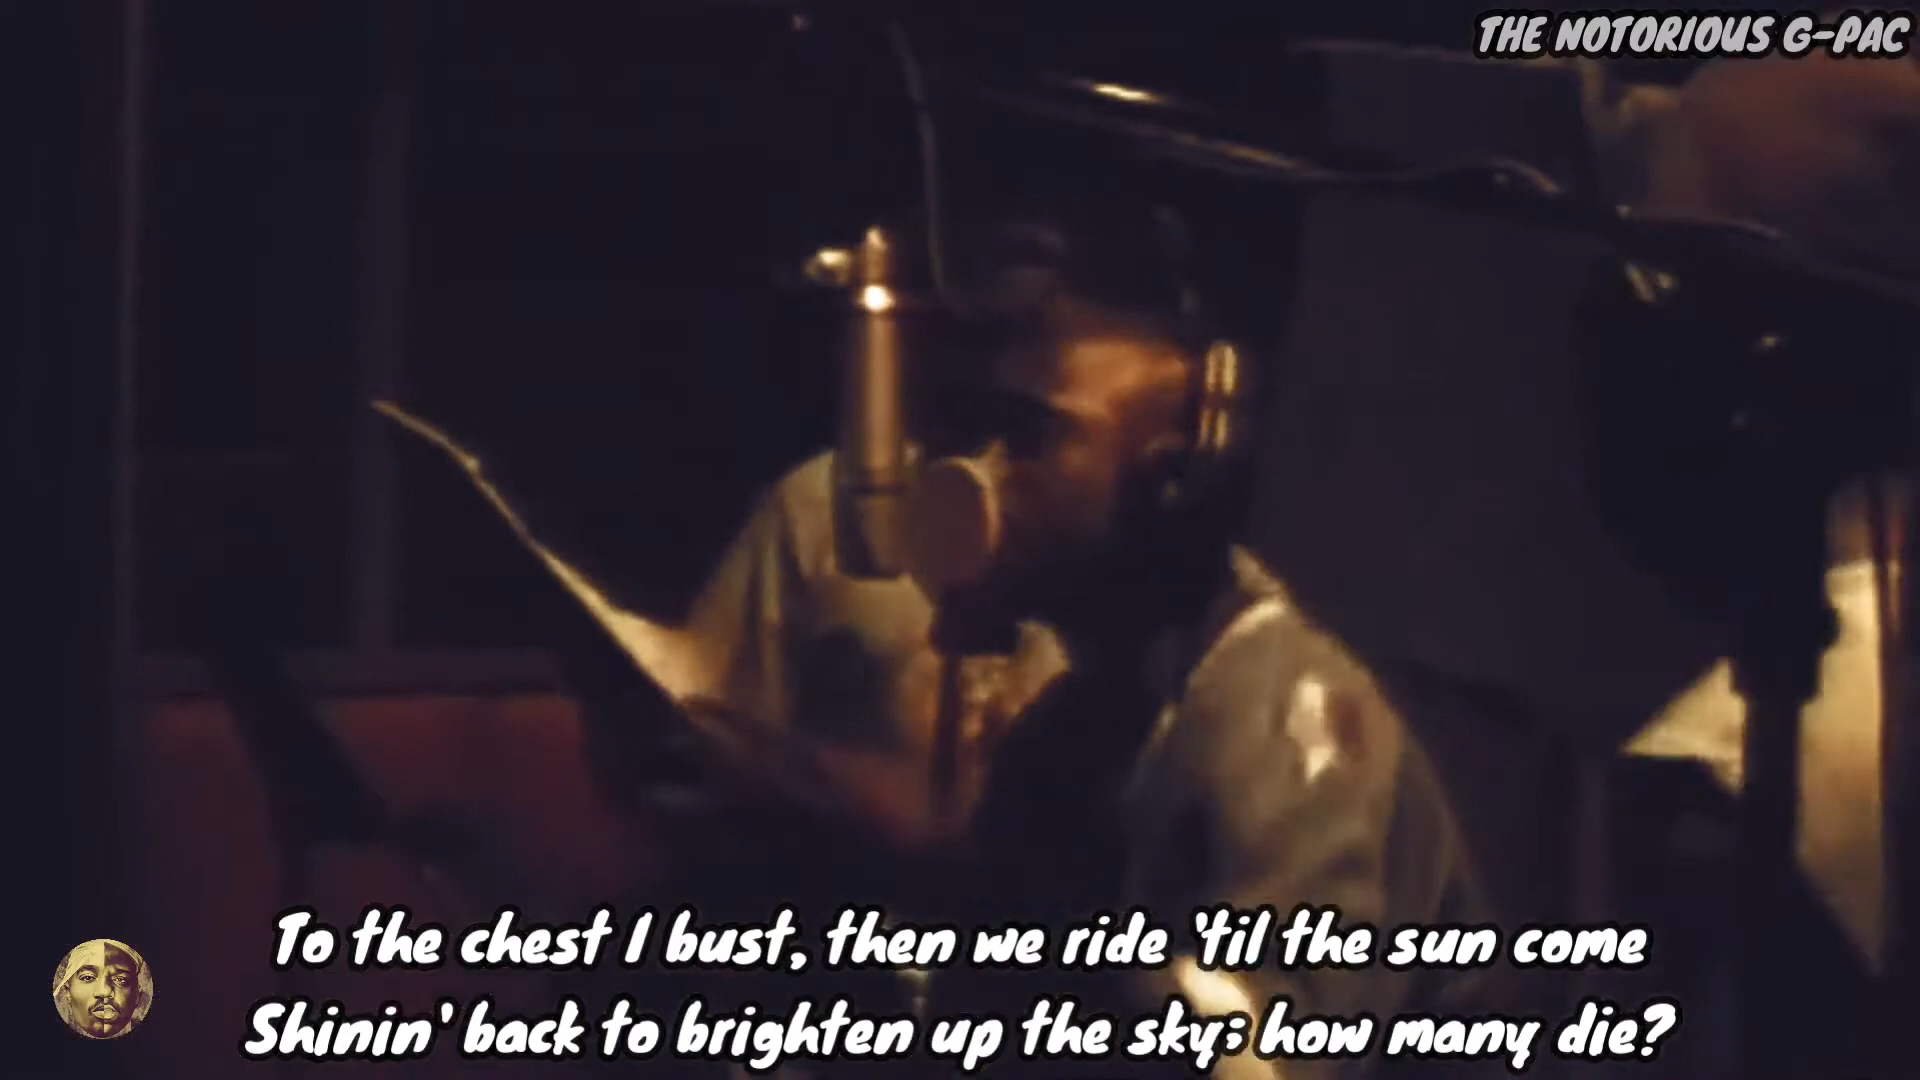 THE NOTORIOUS G-PAC
To the chest I bust, then we ride 'til the sun come
Shinin' back to brighten up the sky; how many die?